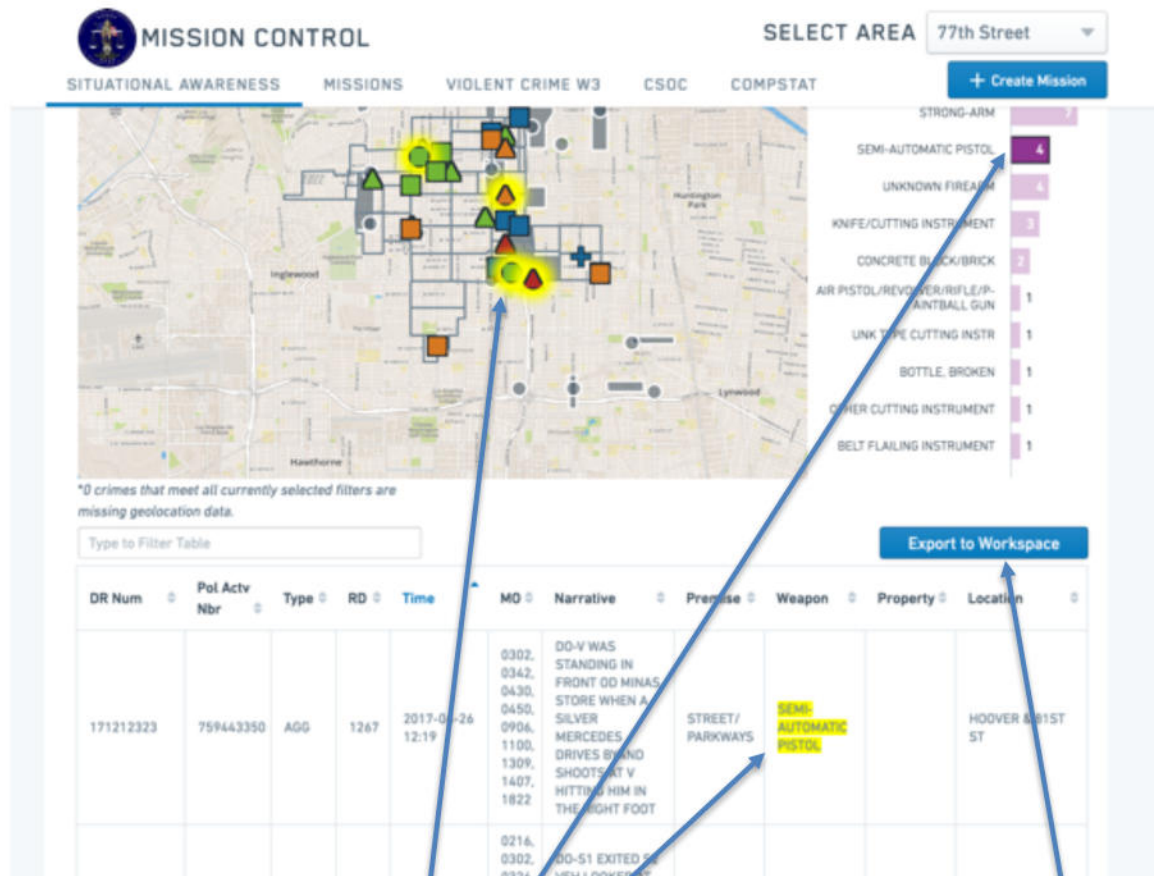 MISSION CONTROL
SELECT AREA 77th Street
SITUATIONAL AWARENESS MISSIONS VIOLENT CRIME W3 CSOC COMPSTAT
+ Create Mission
STRONG-ARM 7
SEMI-AUTOMATIC PISTOL 4
UNKNOWN FIREARM 4
KNIFE/CUTTING INSTRUMENT 3
CONCRETE BLOCK/BRICK 2
AIR PISTOL/REVOLVER/RIFLE/P-
AINTBALL GUN 1
UNK TYPE CUTTING INSTR 1
BOTTLE, BROKEN 1
OTHER CUTTING INSTRUMENT 1
BELT FLAILING INSTRUMENT 1
Huntington
Park
Inglewood
Lynwood
Hawthorne
*0 crimes that meet all currently selected filters are
missing geolocation data.
Type to Filter Table
Export to Workspace
DR Num
Pol Actv
Nbr
Type
RD
Time
MO
Narrative
Premise
Weapon
Property
Location
171212323
759443350
AGG
1267
12:19
0302,
0342,
0430,
0450,
0906,
1100,
1309,
1407,
1822
DO-V WAS
STANDING IN
FRONT OD MINAS
STORE WHEN A
SILVER
MERCEDES
DRIVES BY AND
SHOOTS AT V
HITTING HIM IN
THE RIGHT FOOT
STREET/
PARKWAYS
SEMI-
AUTOMATIC
PISTOL
HOOVER & 81ST
ST
0216,
0302,
DO-S1 EXITED